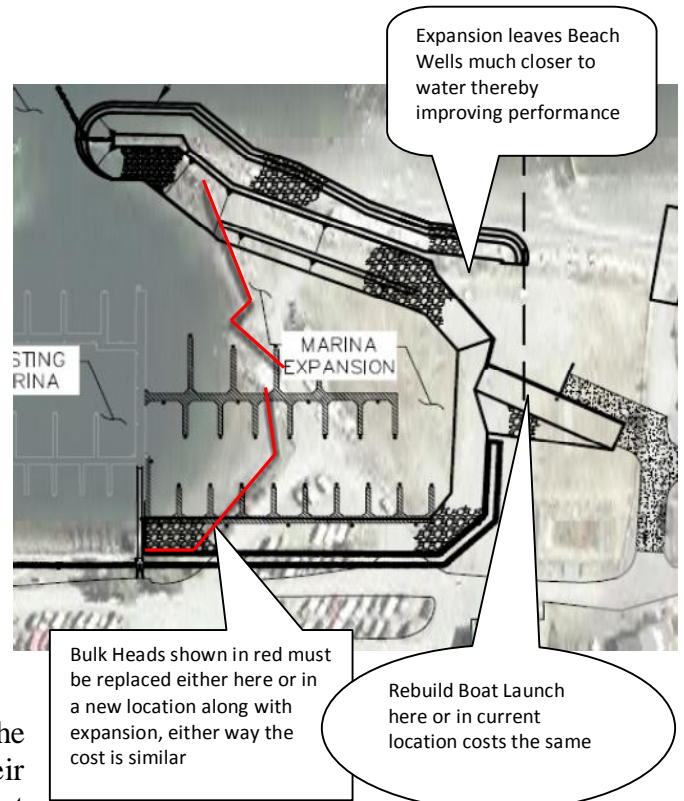 Expansion leaves Beach
Wells much closer to
water thereby
improving performance
MARINA
EXPANSION
STING
RINA
Bulk Heads shown in red must
be replaced either here or in
a new location along with
expansion, either way the
cost is similar
Rebuild Boat Launch
here or in current
location costs the same
he
eir